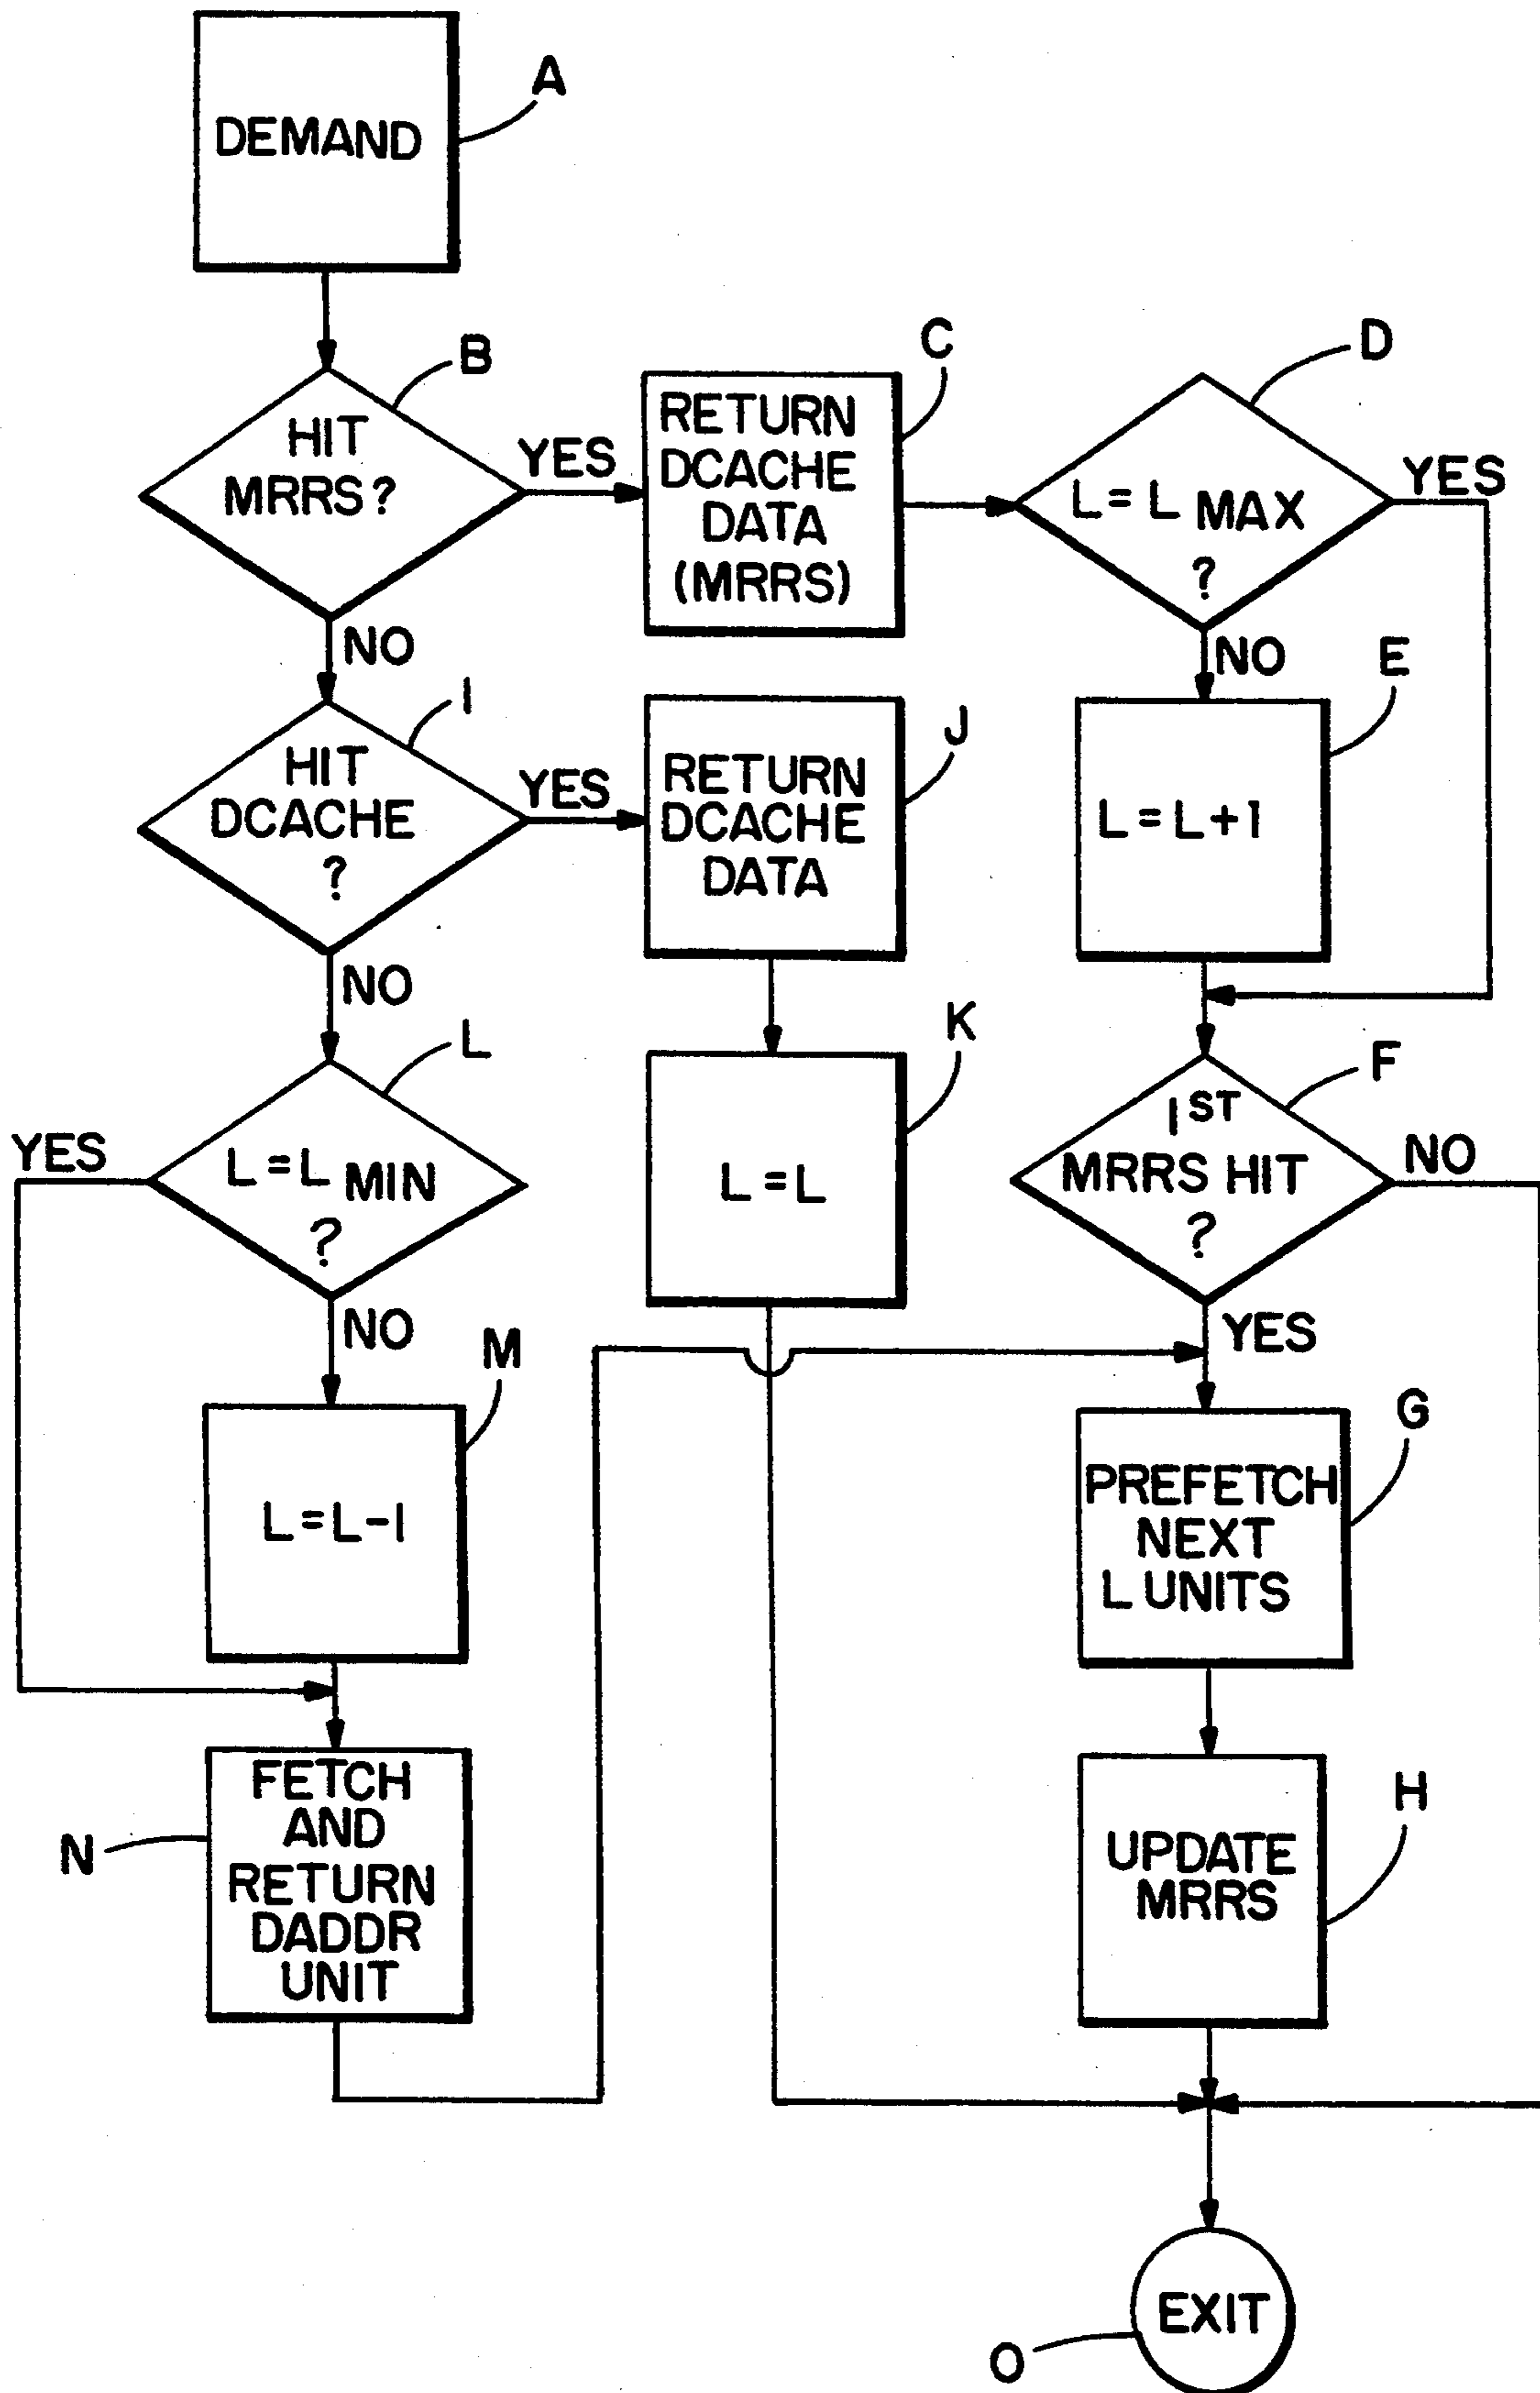 DEMAND
A
B
HIT
MRRS?
YES
NO
C
RETURN
DCACHE
DATA
(MRRS)
D
L=L MAX
?
YES
NO
I
HIT
DCACHE
?
YES
NO
J
RETURN
DCACHE
DATA
E
L=L+1
K
L=L
F
1ST
MRRS HIT
?
NO
YES
L
L=L MIN
?
YES
NO
M
L=L-1
G
PREFETCH
NEXT
L UNITS
N
FETCH
AND
RETURN
DADDR
UNIT
H
UPDATE
MRRS
EXIT
O